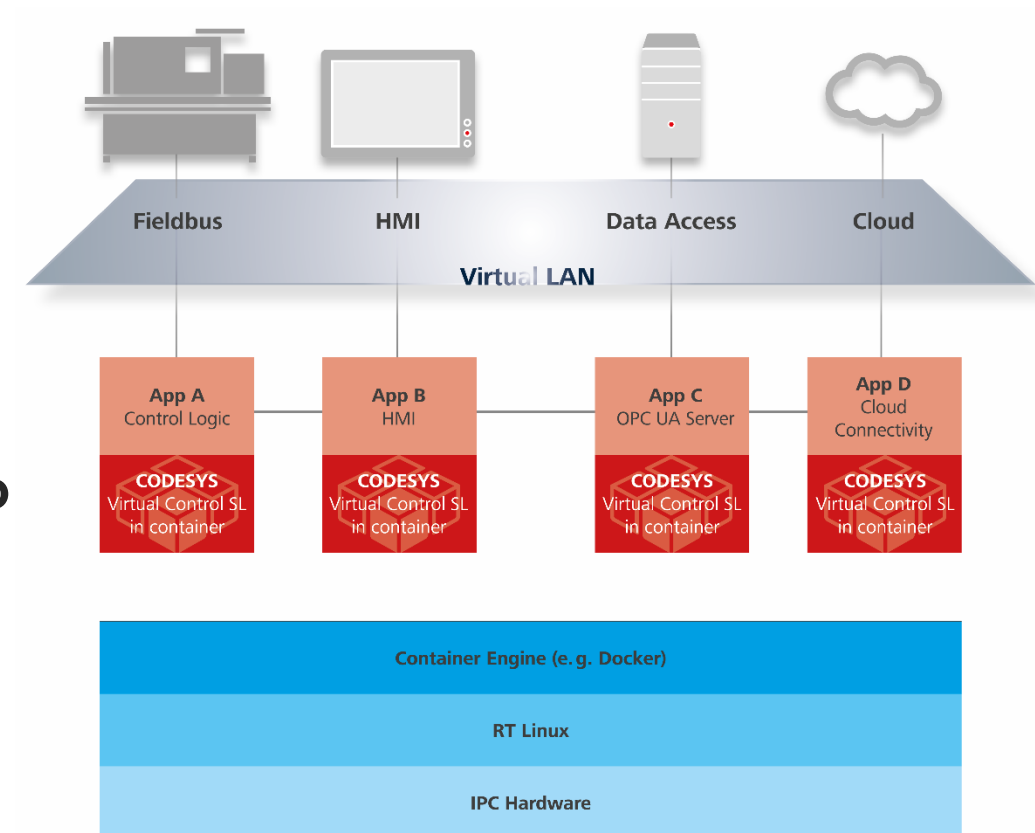 Fieldbus
HMI
Data Access
Cloud
Virtual LAN
App A
Control Logic
App B
HMI
App C
OPC UA Server
App D
Cloud
Connectivity
CODESYS
Virtual Control SL
in container
CODESYS
Virtual Control SL
in container
CODESYS
Virtual Control SL
in container
CODESYS
Virtual Control SL
in container
Container Engine (e. g. Docker)
RT Linux
IPC Hardware